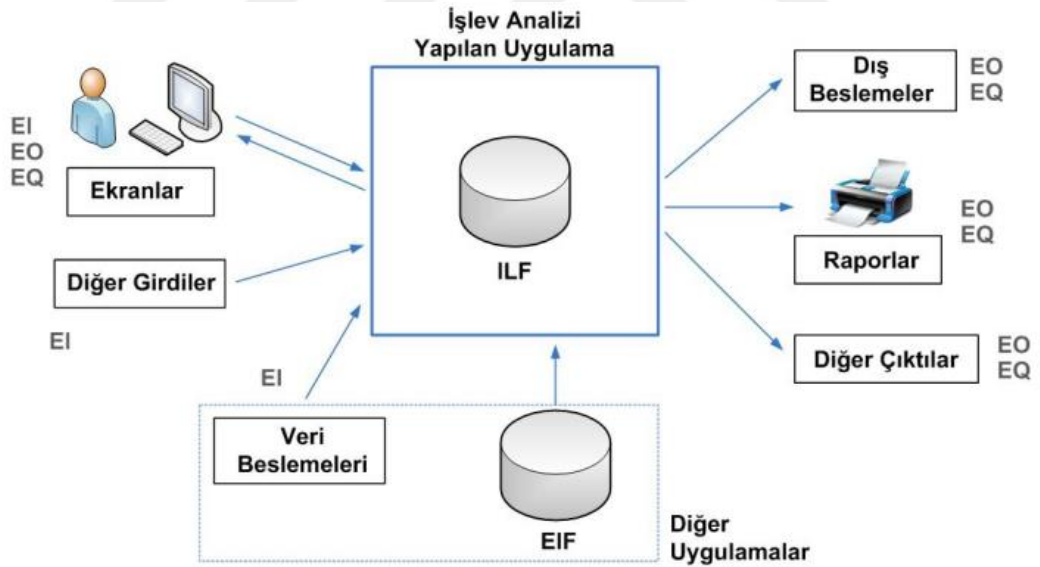 İşlev Analizi
Yapılan Uygulama
EI
EO
EQ
Ekranlar
Diğer Girdiler
EI
EI
ILF
Dış
Beslemeler
EO
EQ
Raporlar
EO
EQ
Diğer Çıktılar
EO
EQ
Veri
Beslemeleri
EIF
Diğer
Uygulamalar